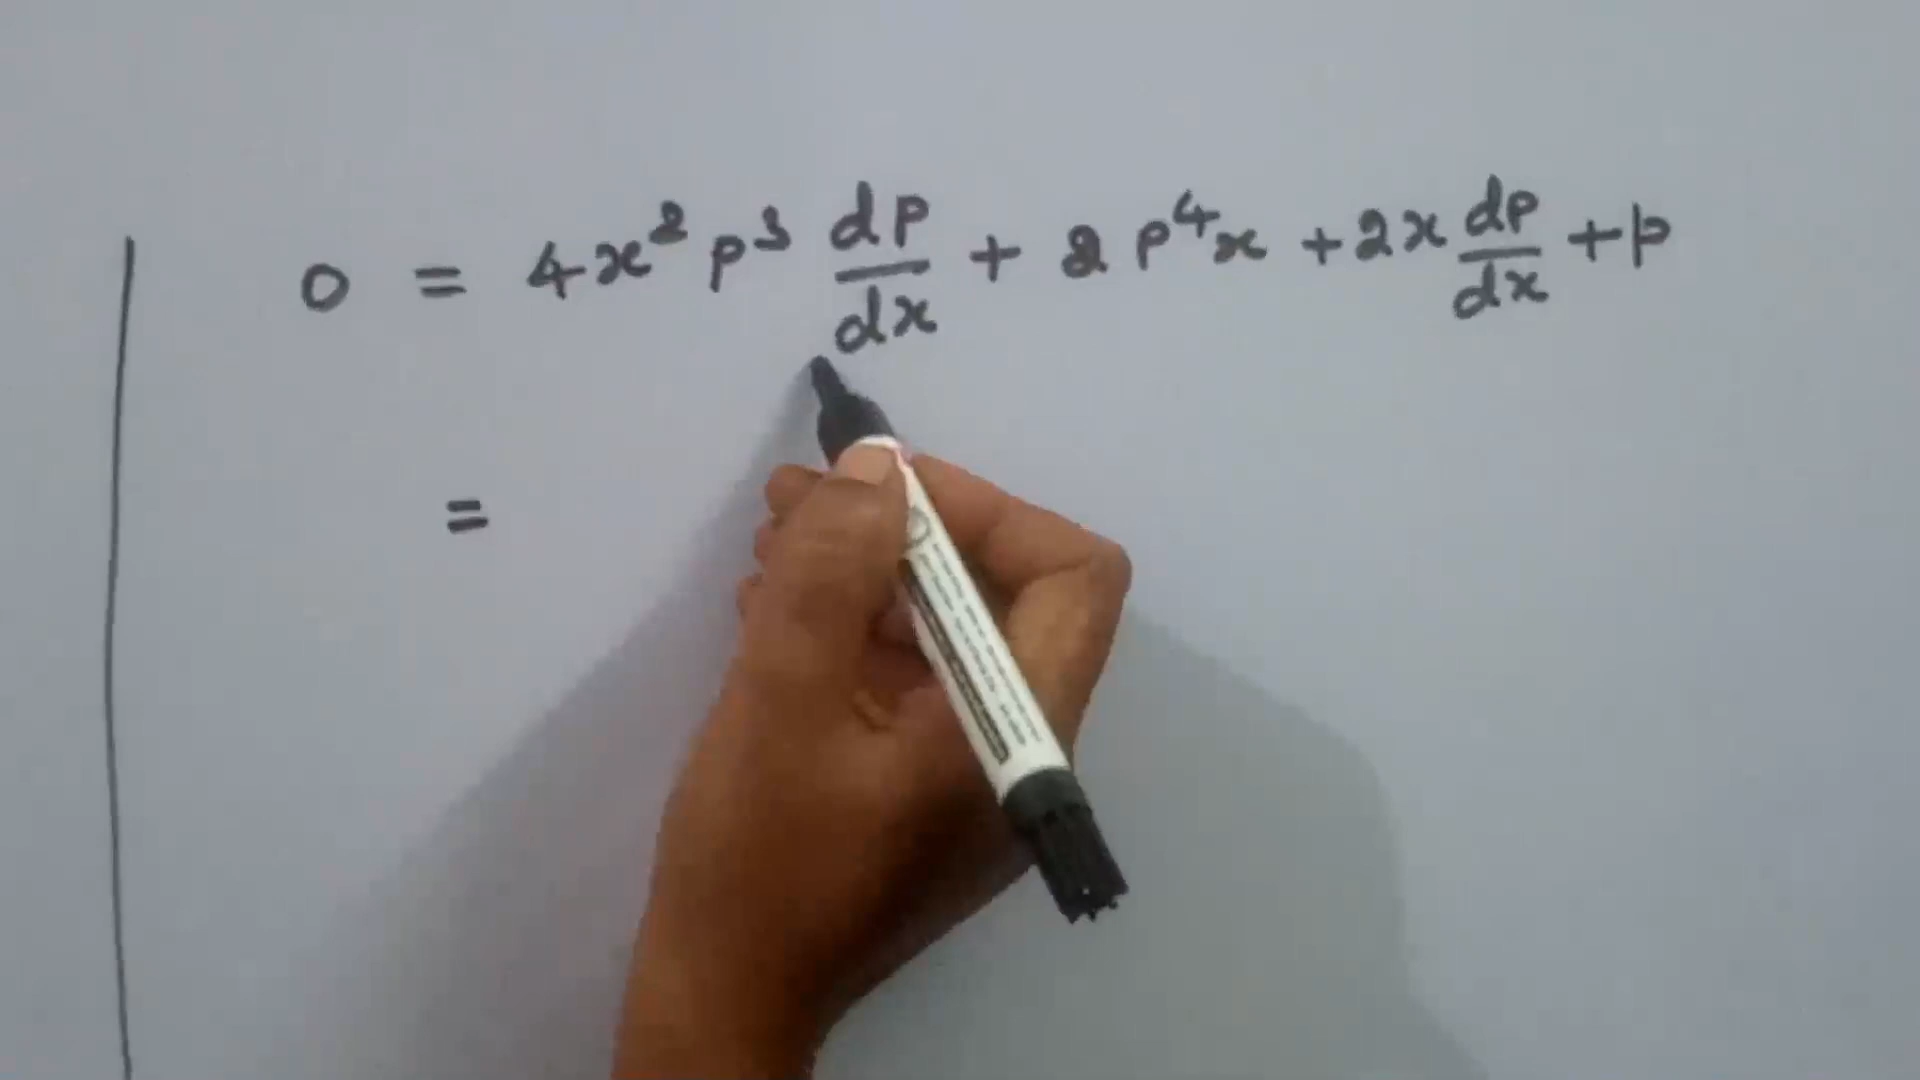 0 = 4x² p³ dp/dx + 2 p⁴x + 2x dp/dx + p
=